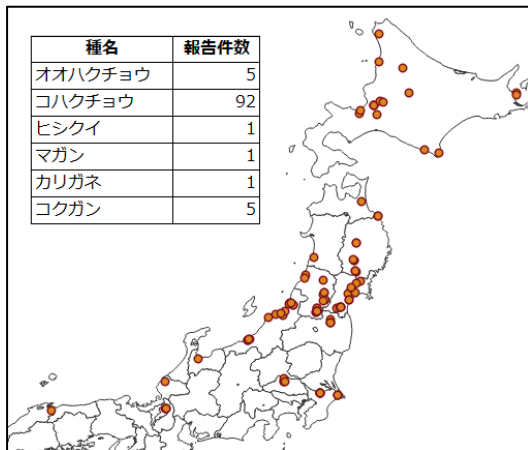 種名 報告件数
オオハクチョウ 5
コハクチョウ 92
ヒシクイ 1
マガン 1
カリガネ 1
コクガン 5